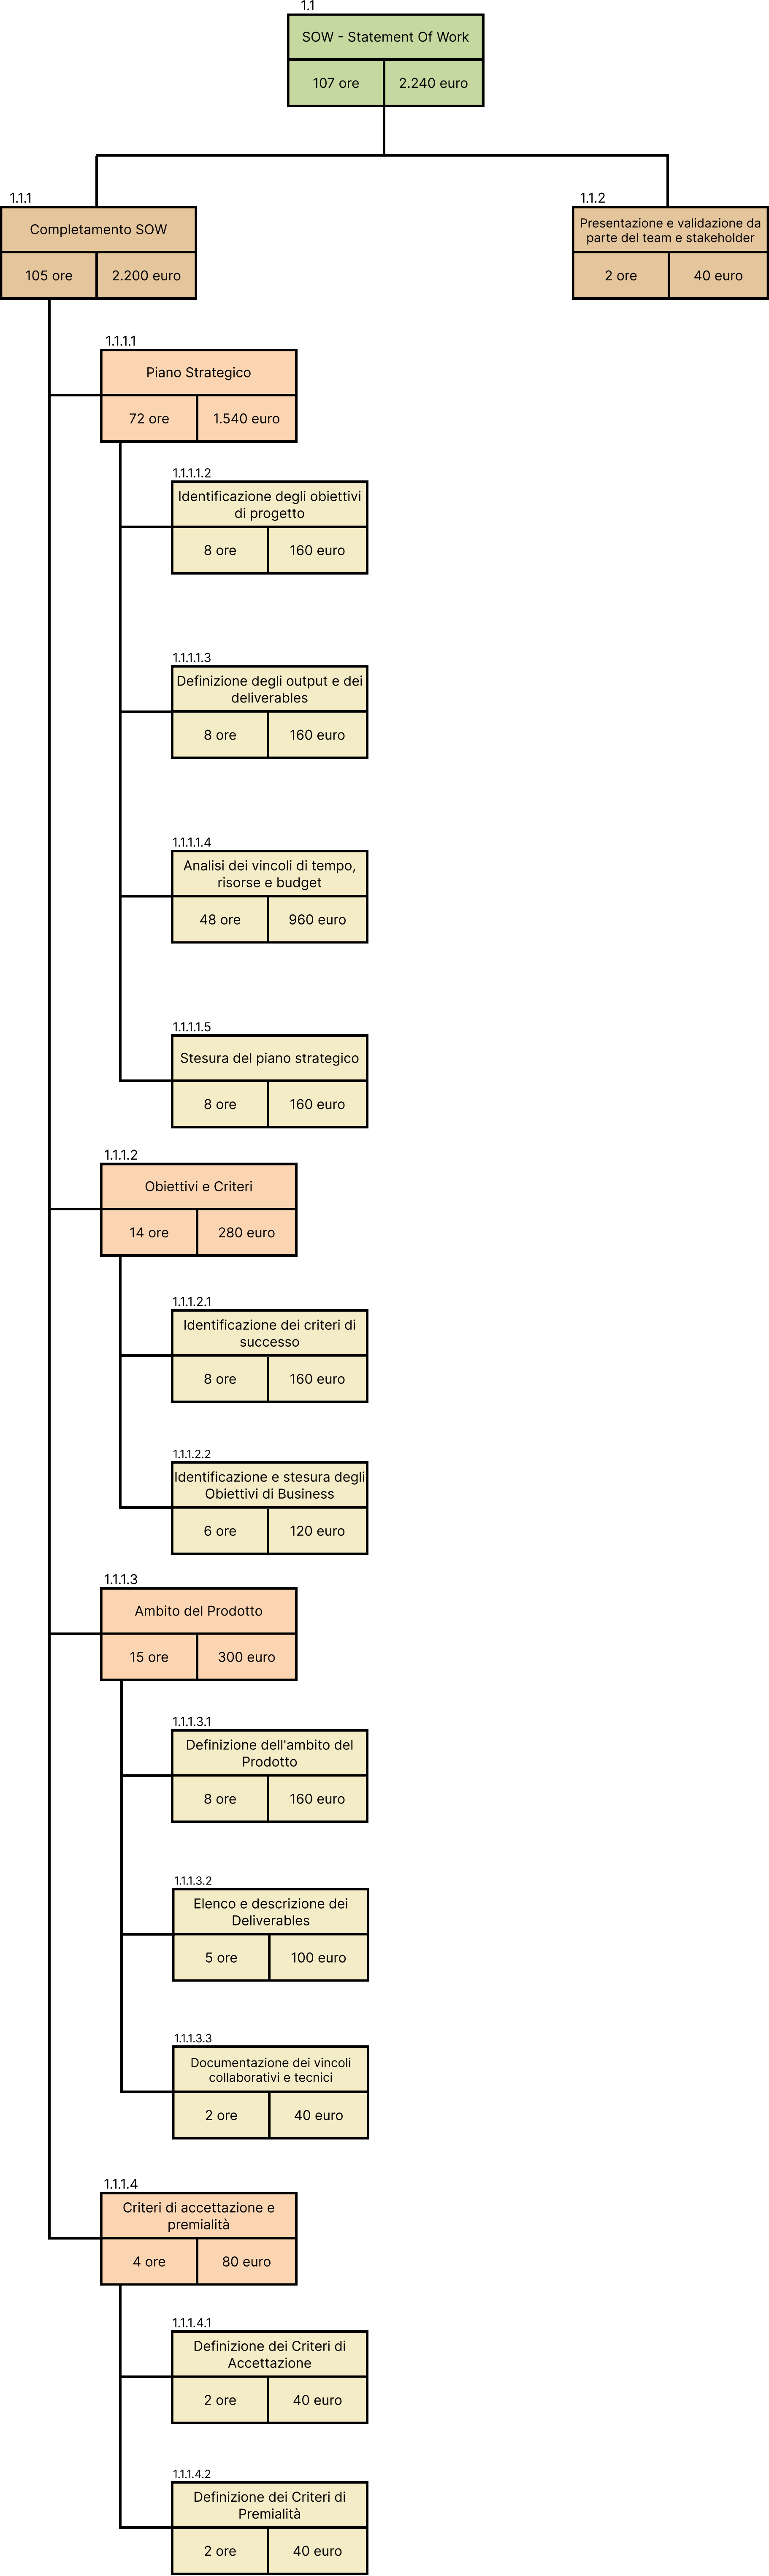 1.1
SOW - Statement Of Work
107 ore
2.240 euro
1.1.1
Completamento SOW
105 ore
2.200 euro
1.1.2
Presentazione e validazione da
parte del team e stakeholder
2 ore
40 euro
1.1.1.1
Piano Strategico
72 ore
1.540 euro
1.1.1.1.2
Identificazione degli obiettivi
di progetto
8 ore
160 euro
1.1.1.1.3
Definizione degli output e dei
deliverables
8 ore
160 euro
1.1.1.1.4
Analisi dei vincoli di tempo,
risorse e budget
48 ore
960 euro
1.1.1.1.5
Stesura del piano strategico
8 ore
160 euro
1.1.1.2
Obiettivi e Criteri
14 ore
280 euro
1.1.1.2.1
Identificazione dei criteri di
successo
8 ore
160 euro
1.1.1.2.2
Identificazione e stesura degli
Obiettivi di Business
6 ore
120 euro
1.1.1.3
Ambito del Prodotto
15 ore
300 euro
1.1.1.3.1
Definizione dell'ambito del
Prodotto
8 ore
160 euro
1.1.1.3.2
Elenco e descrizione dei
Deliverables
5 ore
100 euro
1.1.1.3.3
Documentazione dei vincoli
collaborativi e tecnici
2 ore
40 euro
1.1.1.4
Criteri di accettazione e
premialità
4 ore
80 euro
1.1.1.4.1
Definizione dei Criteri di
Accettazione
2 ore
40 euro
1.1.1.4.2
Definizione dei Criteri di
Premialità
2 ore
40 euro